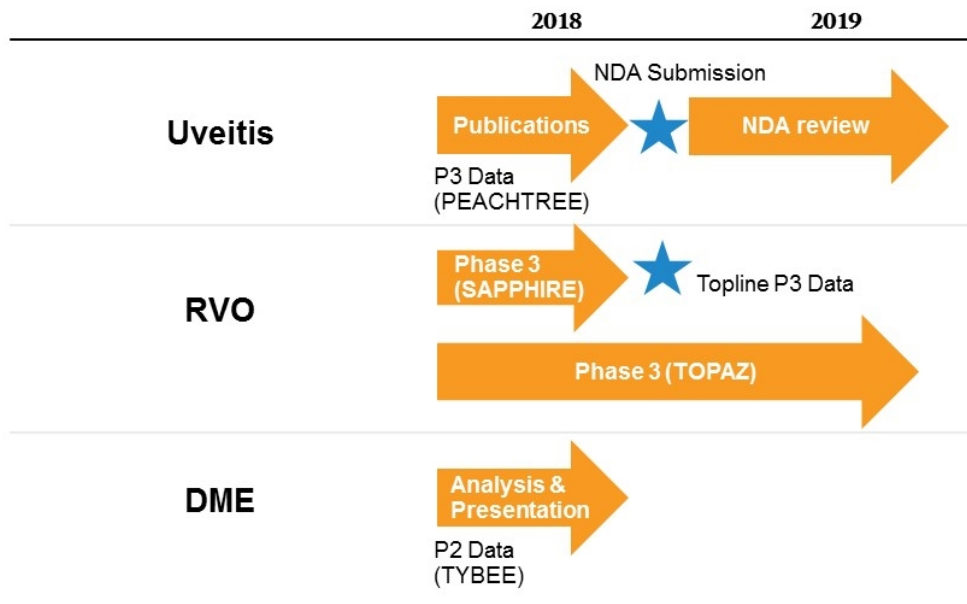 2018 2019
NDA Submission
Uveitis
Publications
NDA review
P3 Data
(PEACHTREE)
RVO
Phase 3
(SAPPHIRE)
Topline P3 Data
Phase 3 (TOPAZ)
DME
Analysis &
Presentation
P2 Data
(TYBEE)